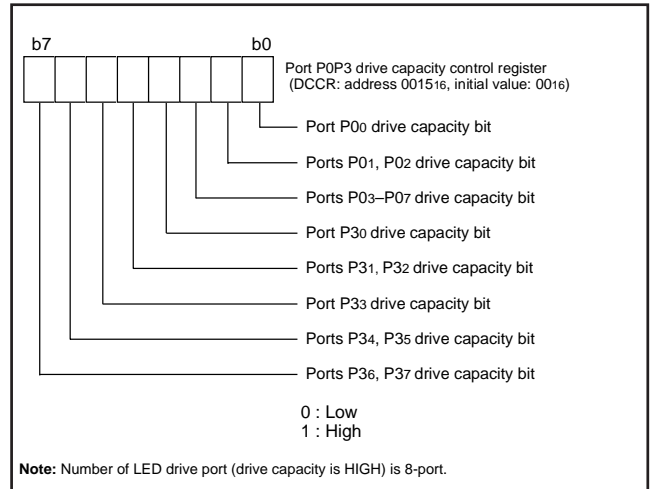 b7 b0
Port P0P3 drive capacity control register
(DCCR: address 001516, initial value: 0016)
Port P00 drive capacity bit
Ports P01, P02 drive capacity bit
Ports P03–P07 drive capacity bit
Port P30 drive capacity bit
Ports P31, P32 drive capacity bit
Port P33 drive capacity bit
Ports P34, P35 drive capacity bit
Ports P36, P37 drive capacity bit
0 : Low
1 : High
Note: Number of LED drive port (drive capacity is HIGH) is 8-port.